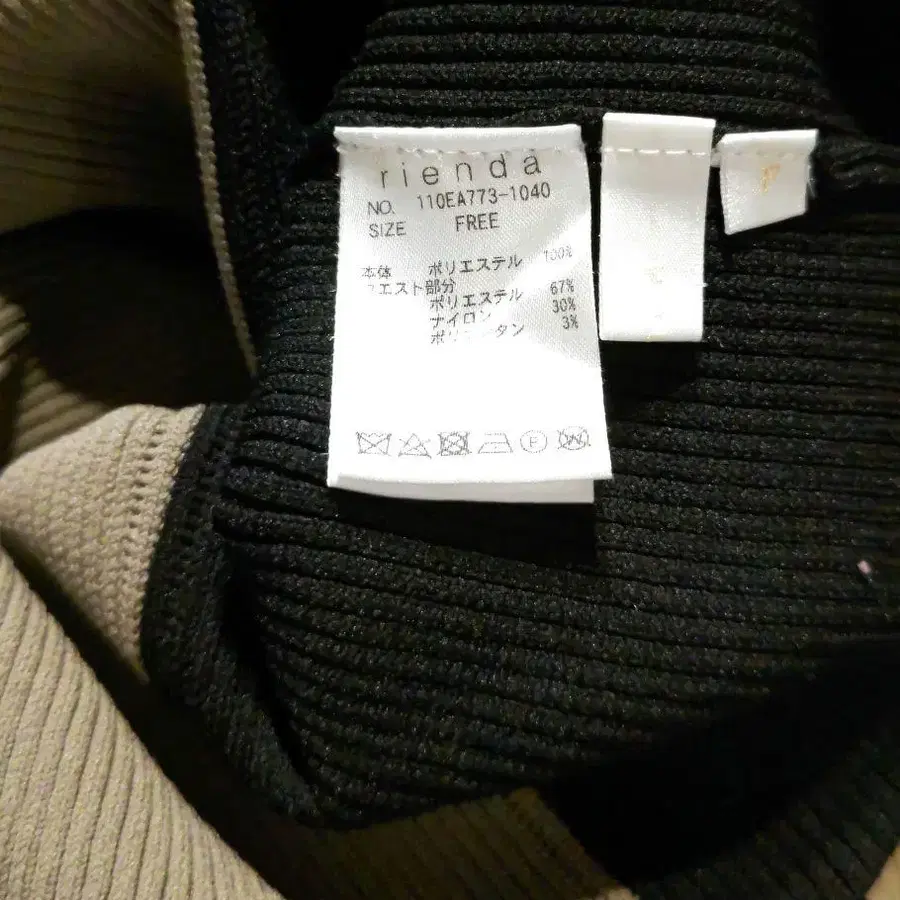 rienda
NO. 110EA773-1040
SIZE FREE
本体 ポリエステル 100%
ウエスト部分
ポリエステル 67%
ナイロン 30%
ポリウレタン 3%